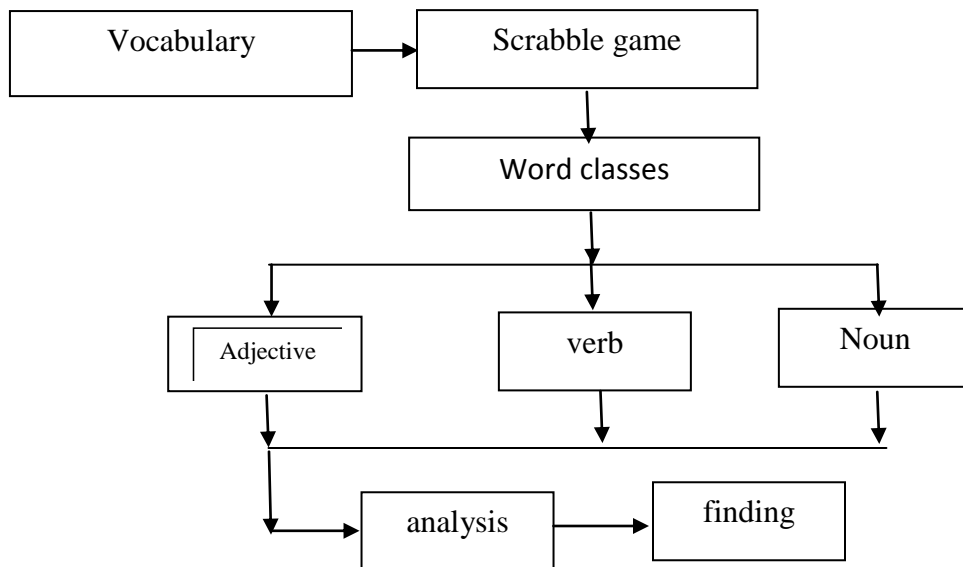 Vocabulary
Scrabble game
Word classes
Adjective
verb
Noun
analysis
finding